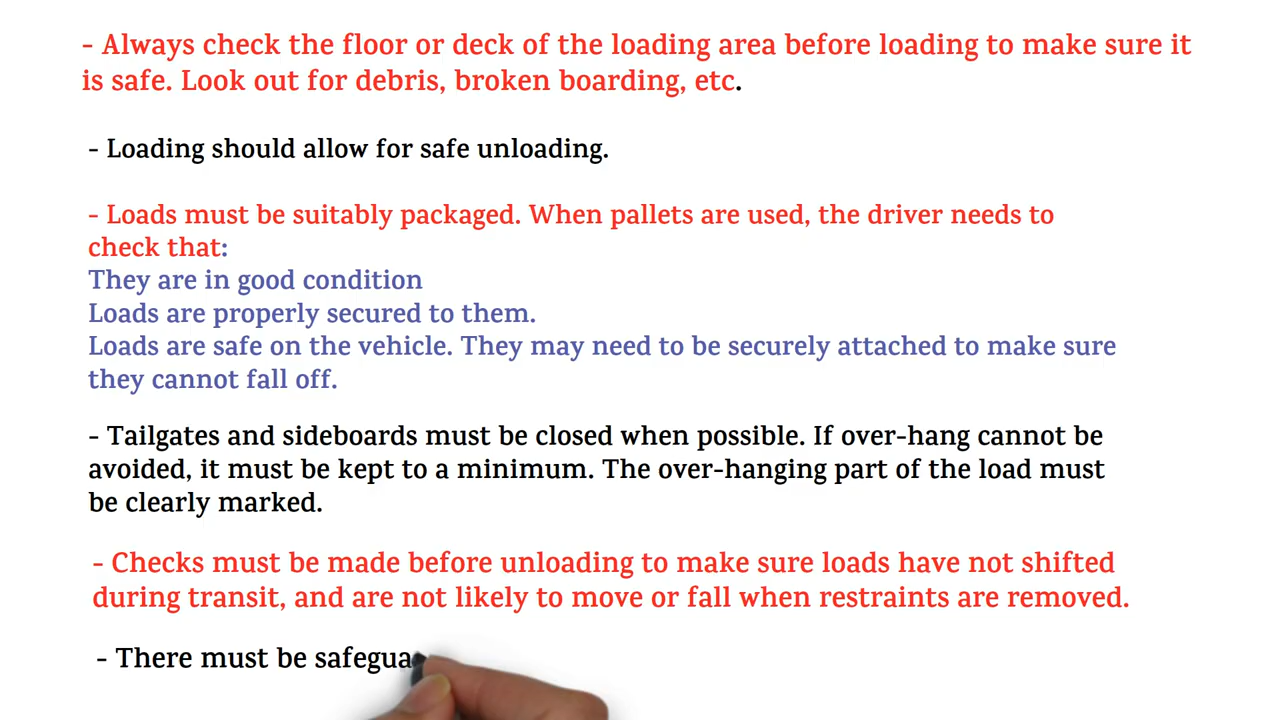 - Always check the floor or deck of the loading area before loading to make sure it
is safe. Look out for debris, broken boarding, etc.
- Loading should allow for safe unloading.
- Loads must be suitably packaged. When pallets are used, the driver needs to
check that:
They are in good condition
Loads are properly secured to them.
Loads are safe on the vehicle. They may need to be securely attached to make sure
they cannot fall off.
- Tailgates and sideboards must be closed when possible. If over-hang cannot be
avoided, it must be kept to a minimum. The over-hanging part of the load must
be clearly marked.
- Checks must be made before unloading to make sure loads have not shifted
during transit, and are not likely to move or fall when restraints are removed.
- There must be safegua